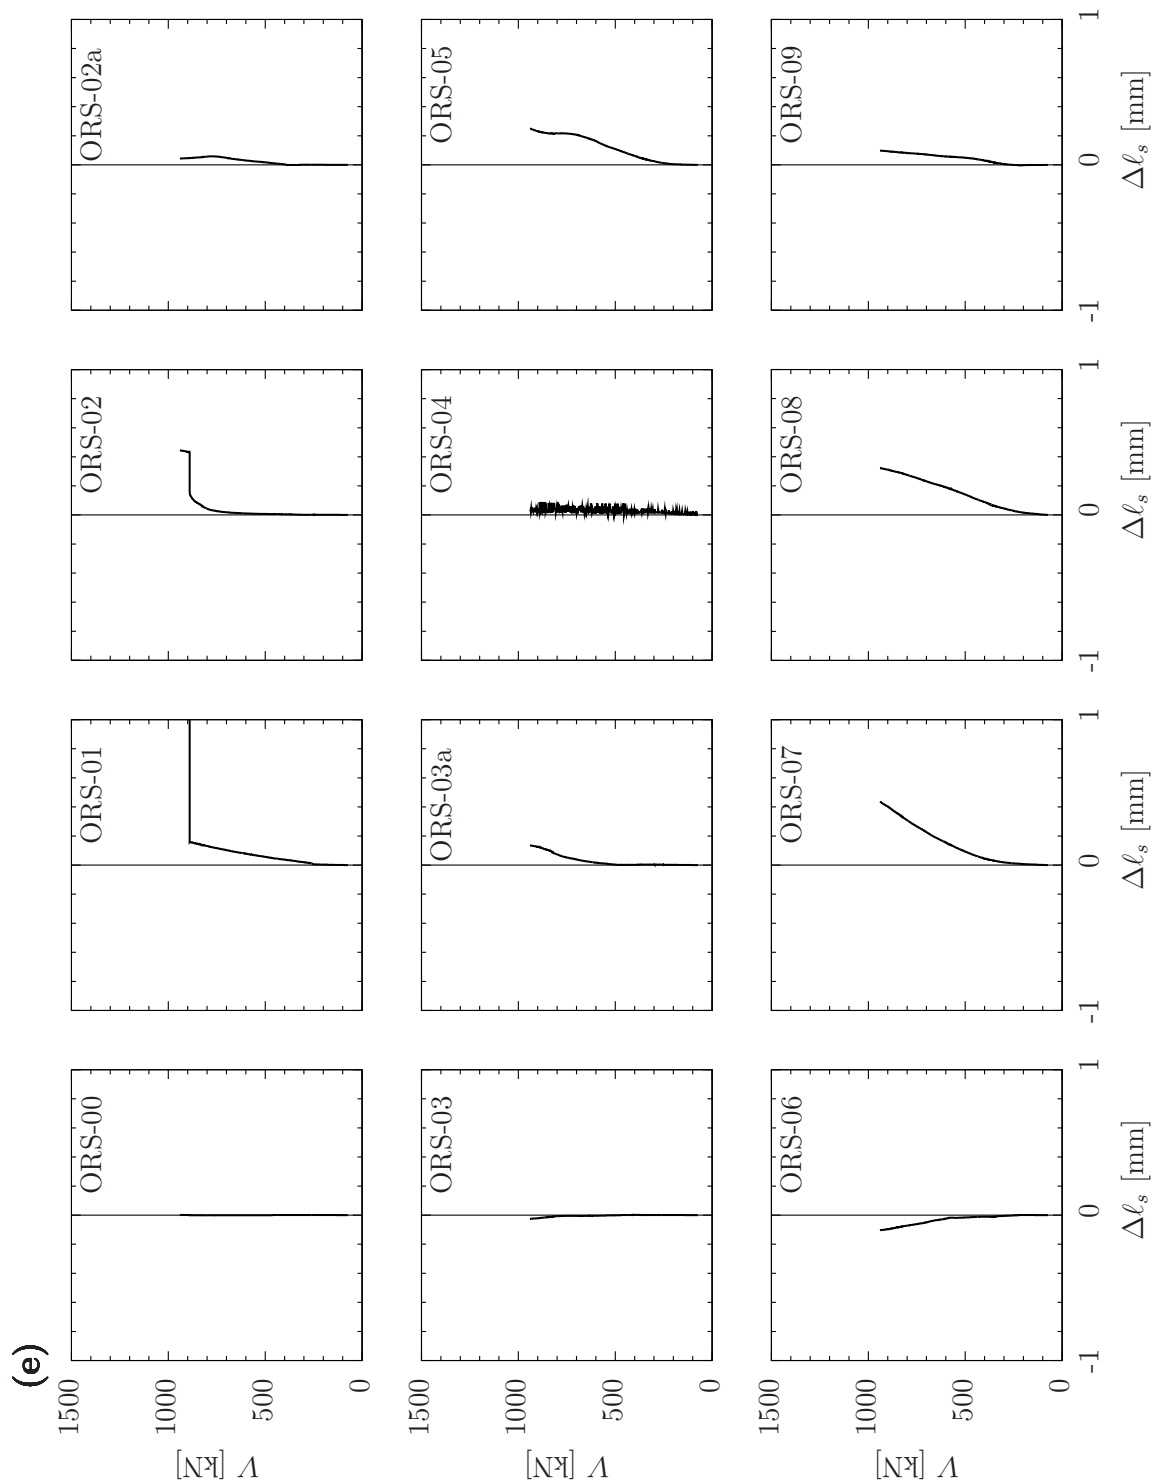 (e)
1500
1000
500
0
V [kN]
ORS-00
ORS-01
ORS-02
ORS-02a
1500
1000
500
0
V [kN]
ORS-03
ORS-03a
ORS-04
ORS-05
1500
1000
500
0
V [kN]
ORS-06
ORS-07
ORS-08
ORS-09
-1 0 1 -1 0 1 -1 0 1 -1 0 1
Δℓs [mm] Δℓs [mm] Δℓs [mm] Δℓs [mm]